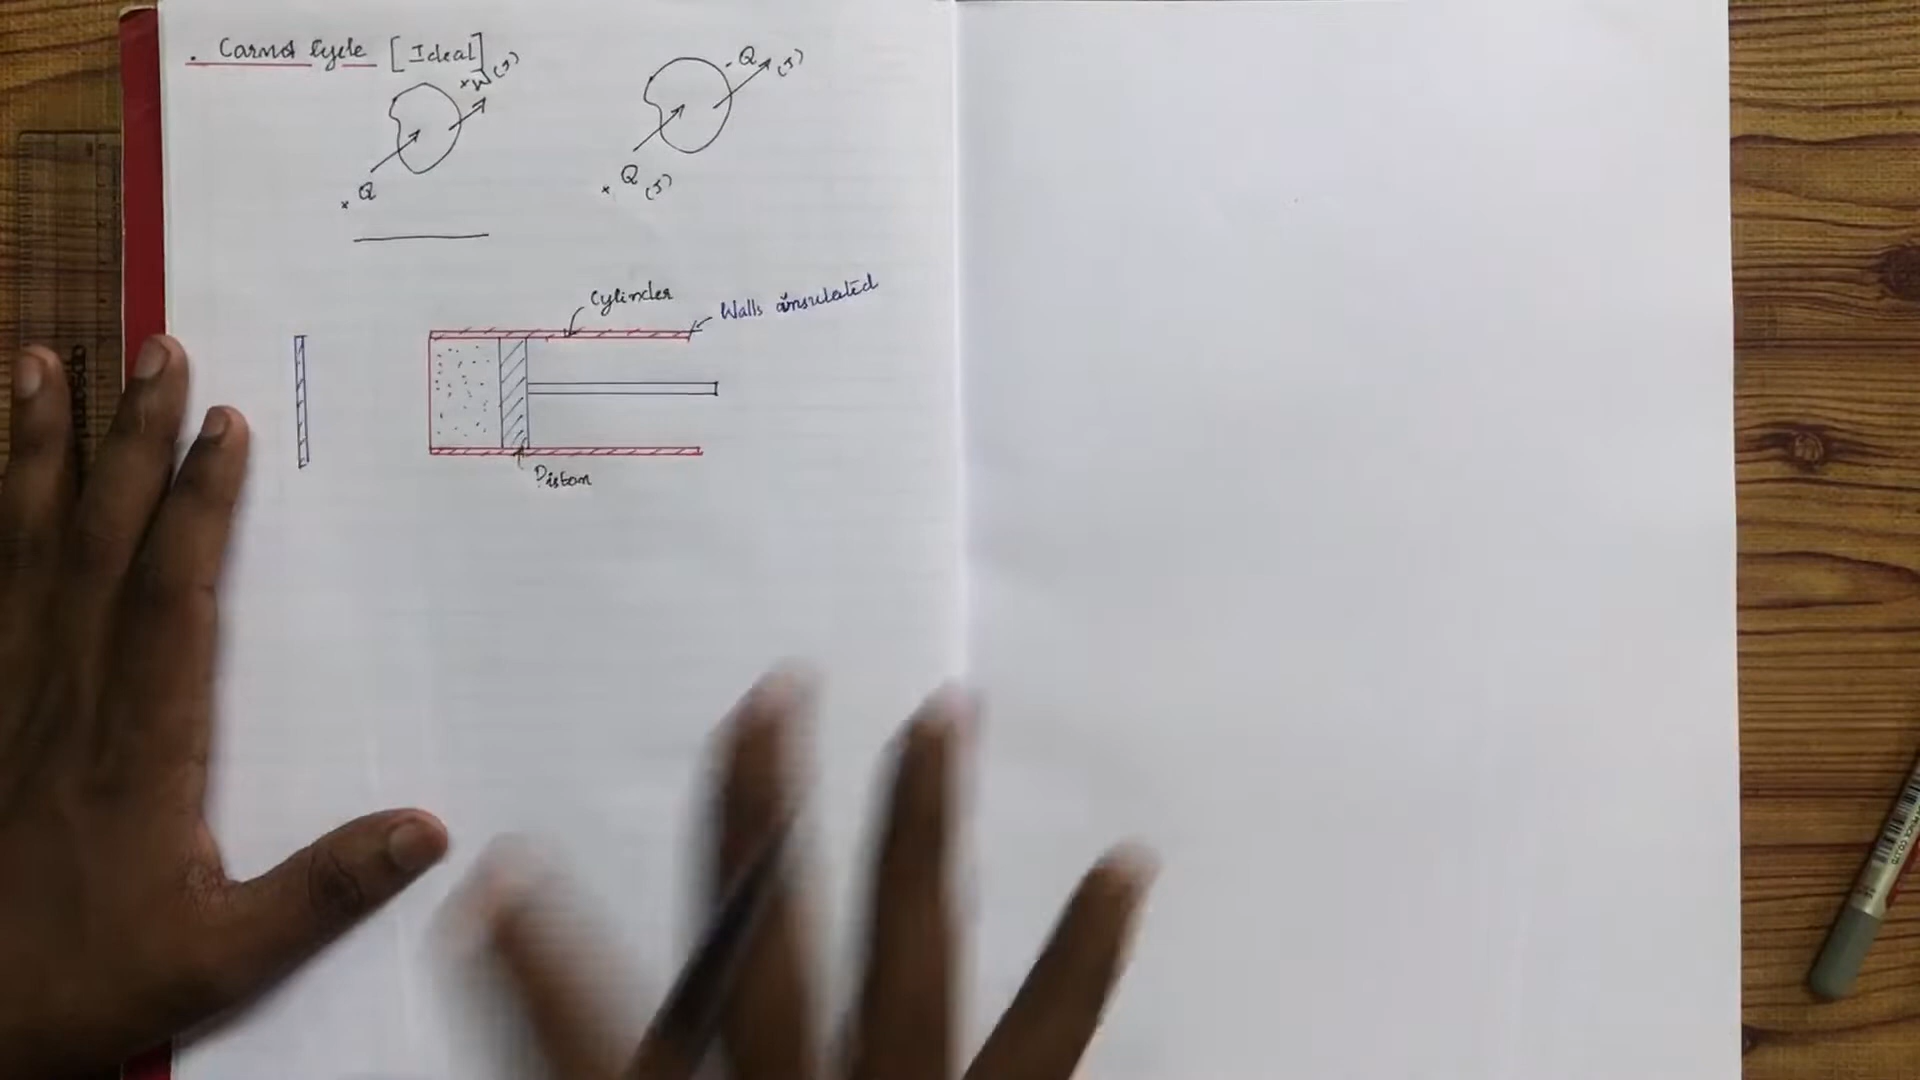 . Carnot Cycle [Ideal]
× W (J)
× Q
- Q (J)
× Q (J)
Cylinder
Walls insulated
Piston